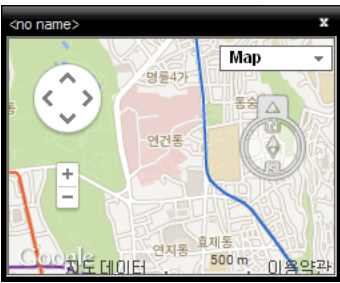 <no name>
x
Map
명륜4가
동숭
연건동
N
+
−
연지동
효제동
Google
지도 데이터
500 m
이용약관